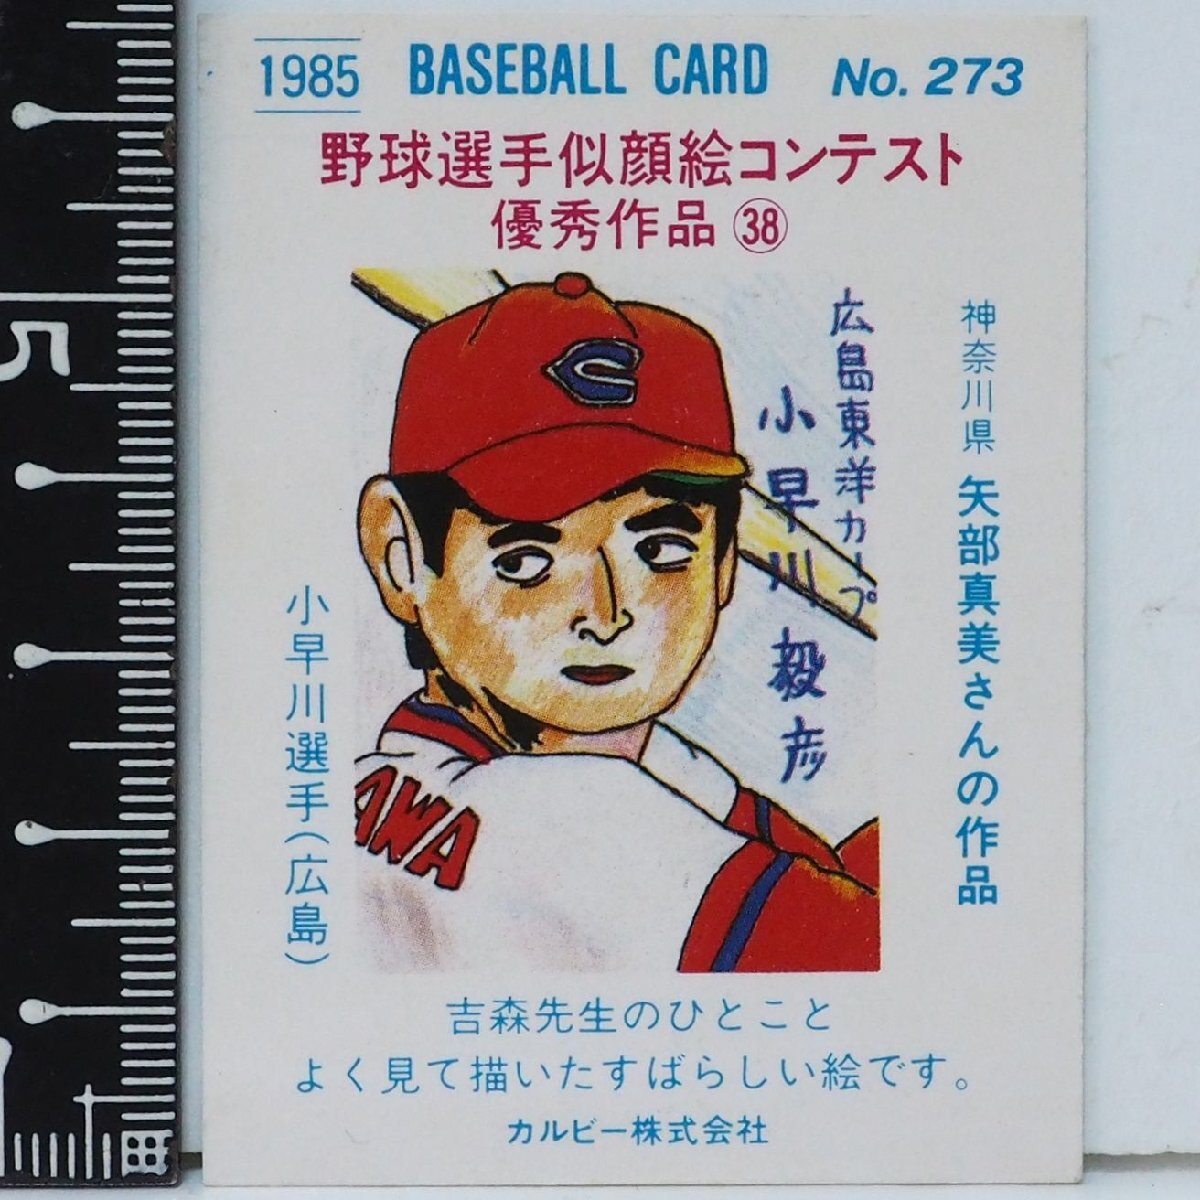 1985 BASEBALL CARD No. 273
野球選手似顔絵コンテスト
優秀作品 ㊳
神奈川県 矢部真美さんの作品
広島東洋カープ
小早川 毅彦
C
AWA
小早川選手(広島)
吉森先生のひとこと
よく見て描いたすばらしい絵です。
カルビー株式会社
5